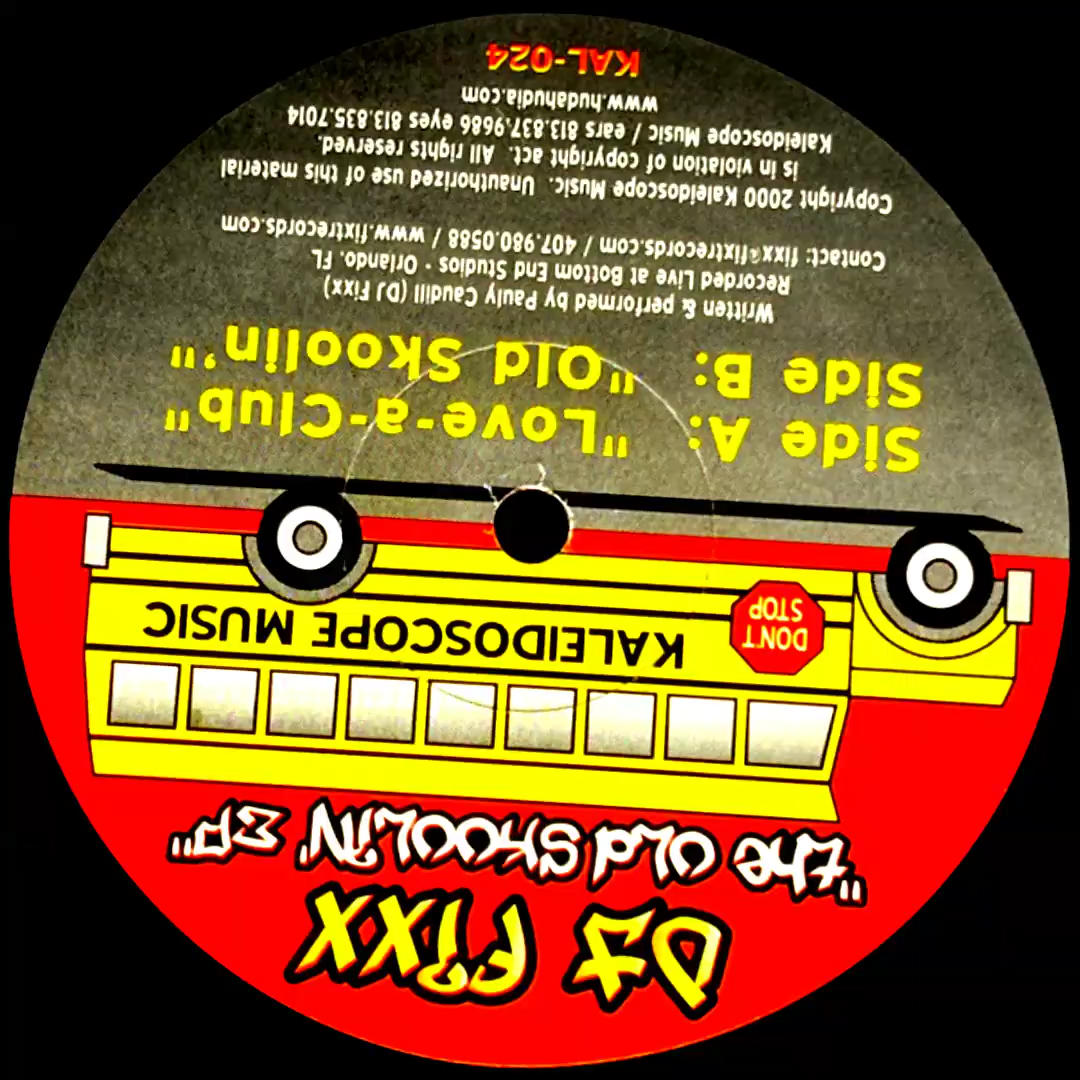 DJ FIXX
"the OLD SKOOLIN' EP"
KALEIDOSCOPE MUSIC
DON'T
STOP
Side A: "Love-a-Club"
Side B: "Old Skoolin'"
Written & performed by Pauly Caudill (DJ Fixx)
Recorded Live at Bottom End Studios - Orlando, FL
Contact: fixx@fixtrecords.com / 407.980.0588 / www.fixtrecords.com
Copyright 2000 Kaleidoscope Music. Unauthorized use of this material
is in violation of copyright act. All rights reserved.
Kaleidoscope Music / ears 813.837.9686 eyes 813.835.7014
www.hudahudia.com
KAL-024